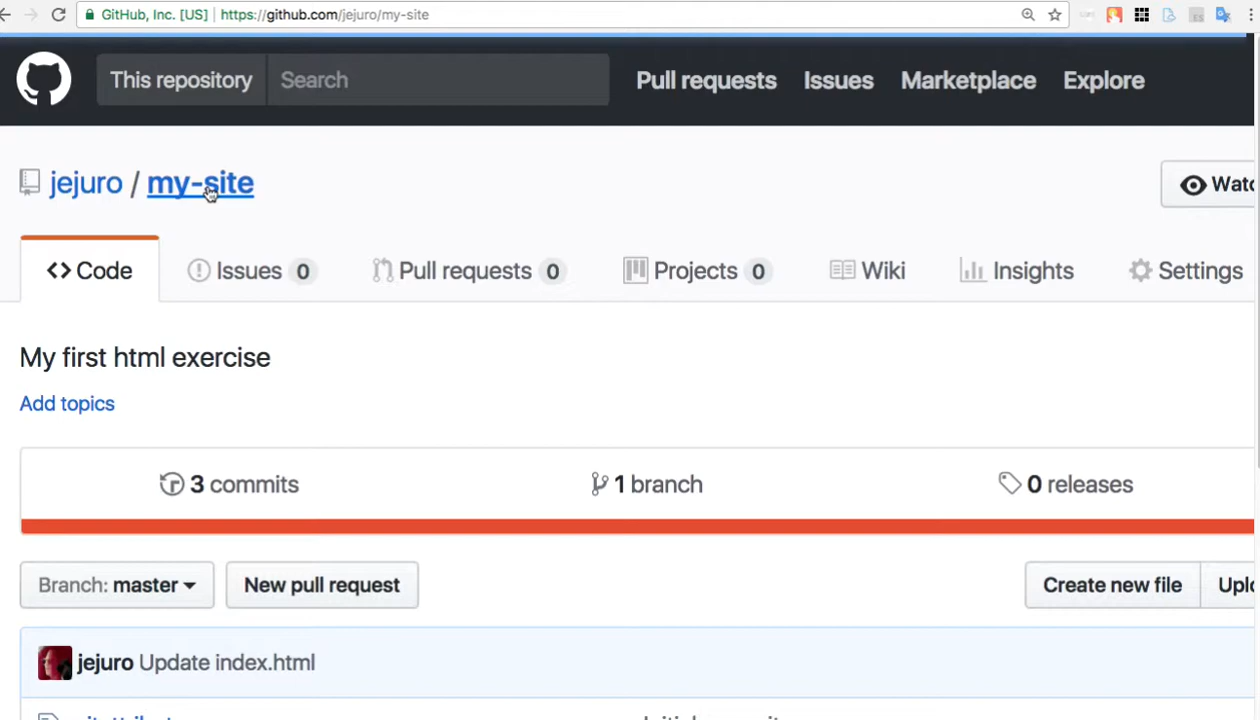 GitHub, Inc. [US] https://github.com/jejuro/my-site
This repository Search Pull requests Issues Marketplace Explore
jejuro / my-site
Code Issues 0 Pull requests 0 Projects 0 Wiki Insights Settings
My first html exercise
Add topics
3 commits 1 branch 0 releases
Branch: master New pull request Create new file
jejuro Update index.html